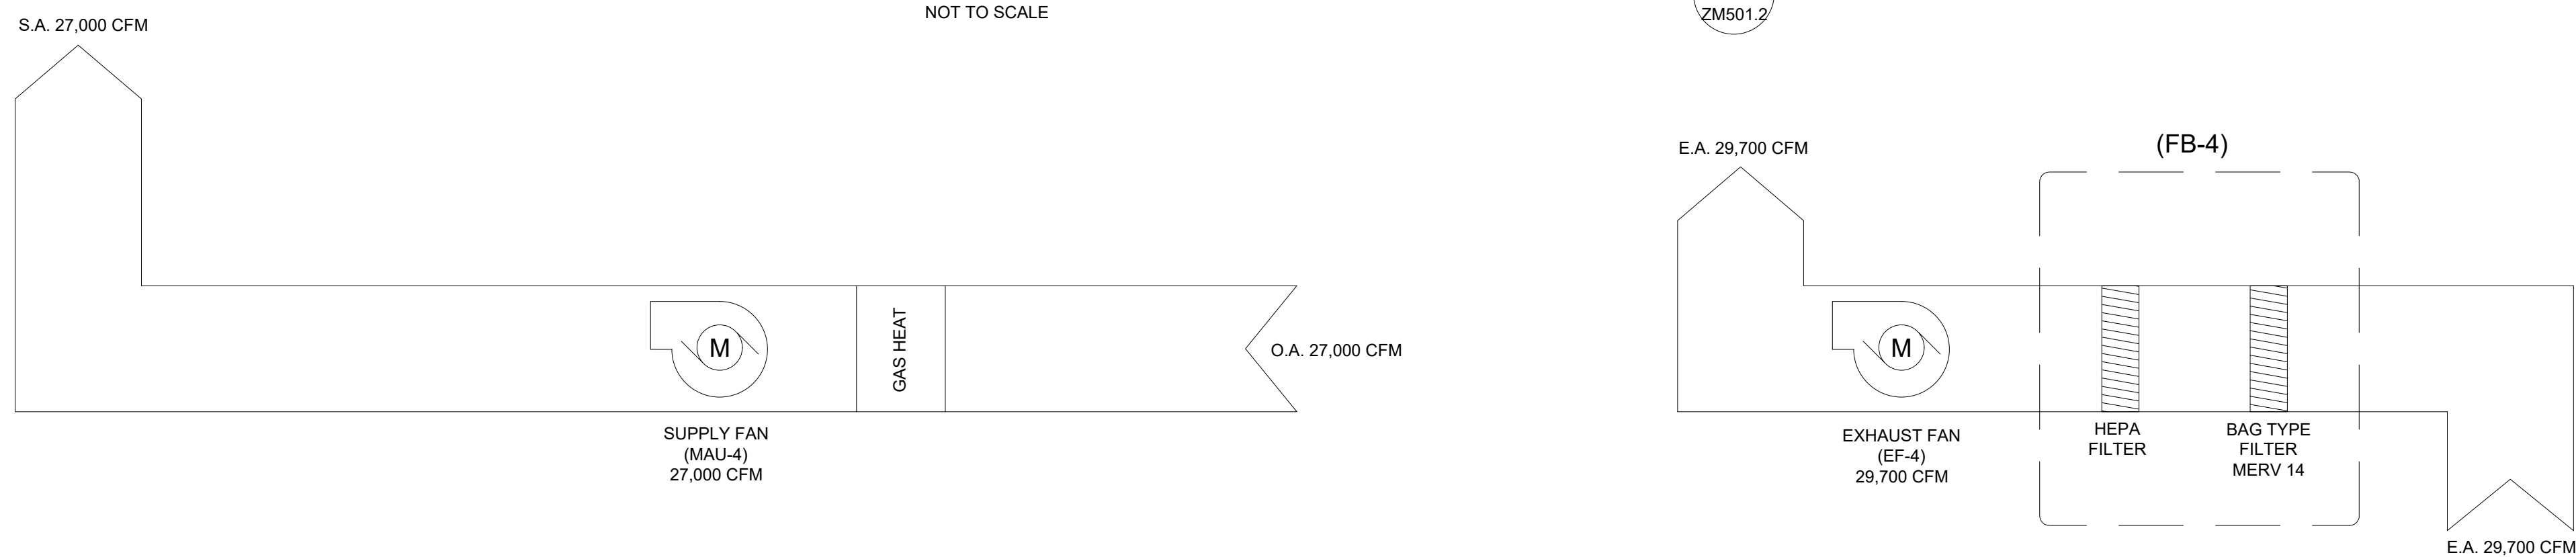 NOT TO SCALE
ZM501.2
S.A. 27,000 CFM
M
GAS HEAT
O.A. 27,000 CFM
SUPPLY FAN
(MAU-4)
27,000 CFM
E.A. 29,700 CFM
(FB-4)
M
EXHAUST FAN
(EF-4)
29,700 CFM
HEPA
FILTER
BAG TYPE
FILTER
MERV 14
E.A. 29,700 CFM